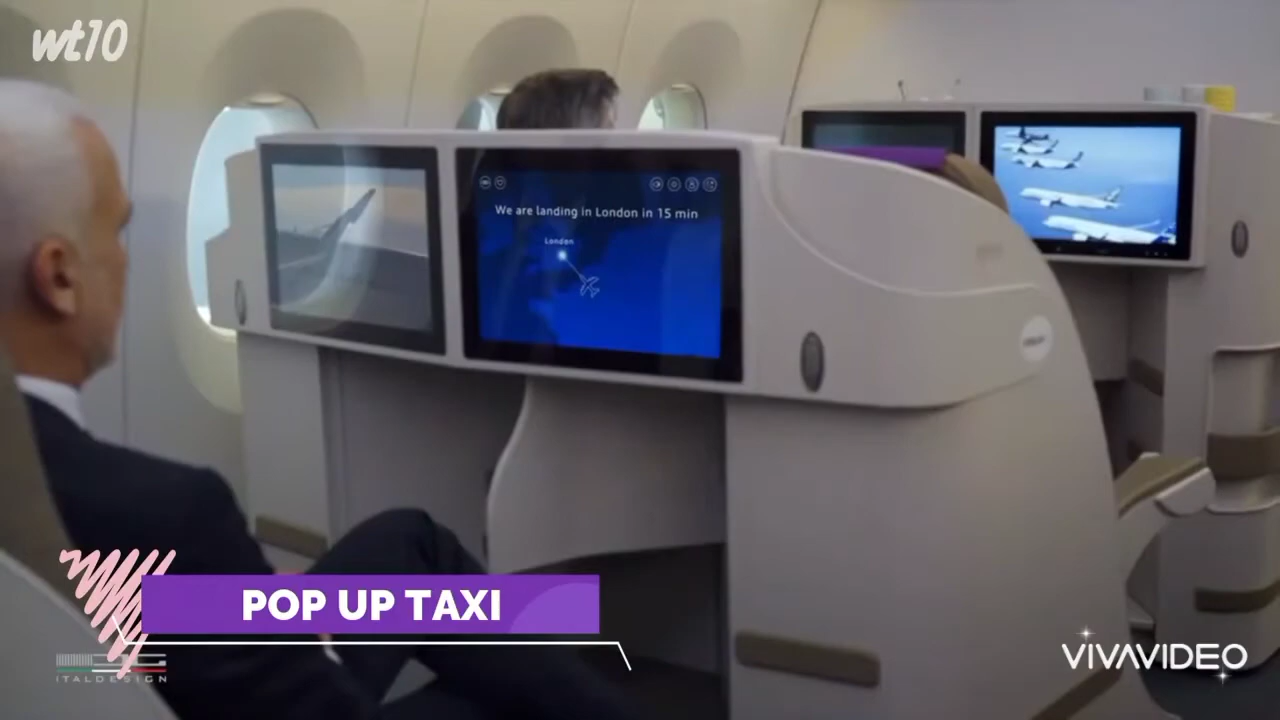 wt10
We are landing in London in 15 min
London
POP UP TAXI
ITALDESIGN
VIVAVIDEO